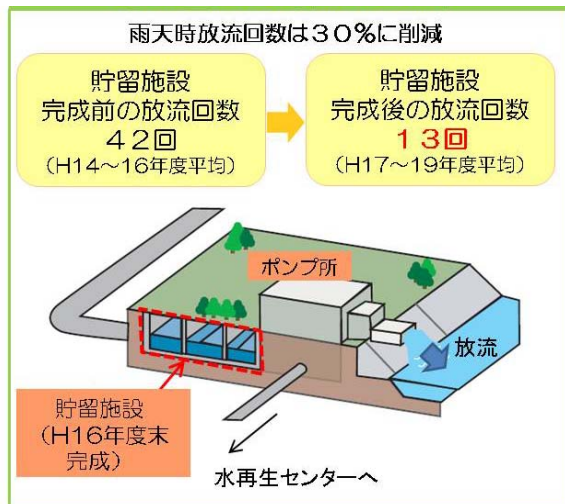 雨天時放流回数は３０％に削減
貯留施設
完成前の放流回数
４２回
（H14～16年度平均）
貯留施設
完成後の放流回数
１３回
（H17～19年度平均）
ポンプ所
放流
貯留施設
（H16年度末
完成）
水再生センターへ